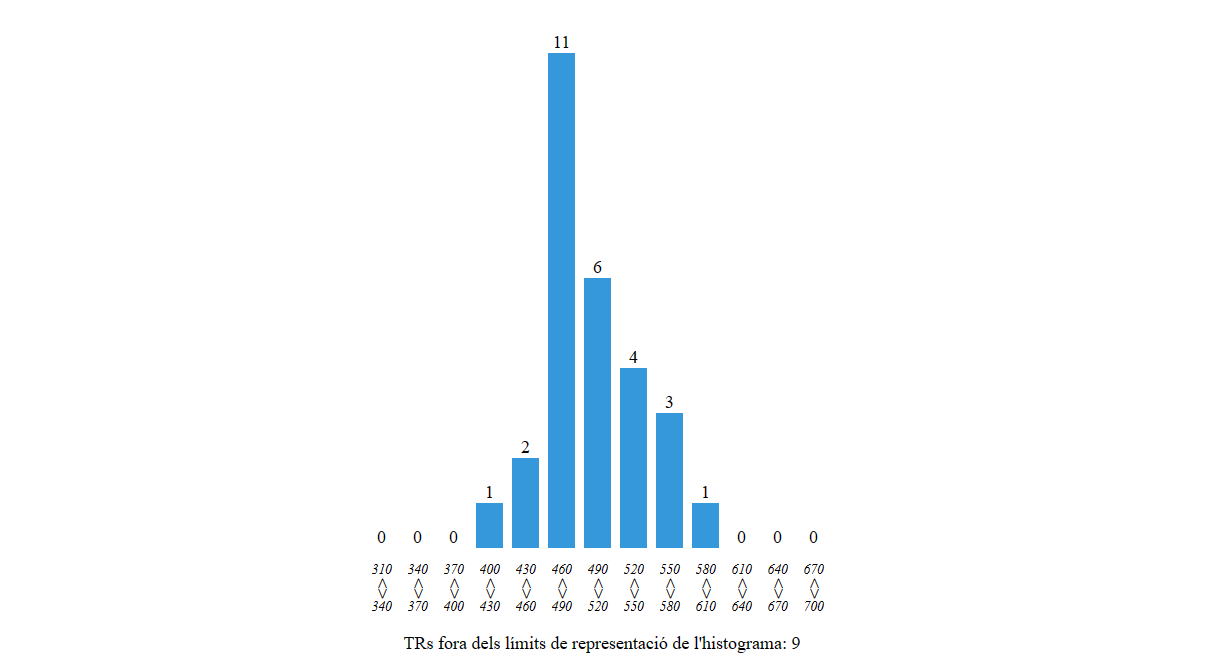 11
6
4
3
2
1 1
0 0 0 0 0 0
310 340 370 400 430 460 490 520 550 580 610 640 670
<> <> <> <> <> <> <> <> <> <> <> <> <>
340 370 400 430 460 490 520 550 580 610 640 670 700
TRs fora dels límits de representació de l'histograma: 9